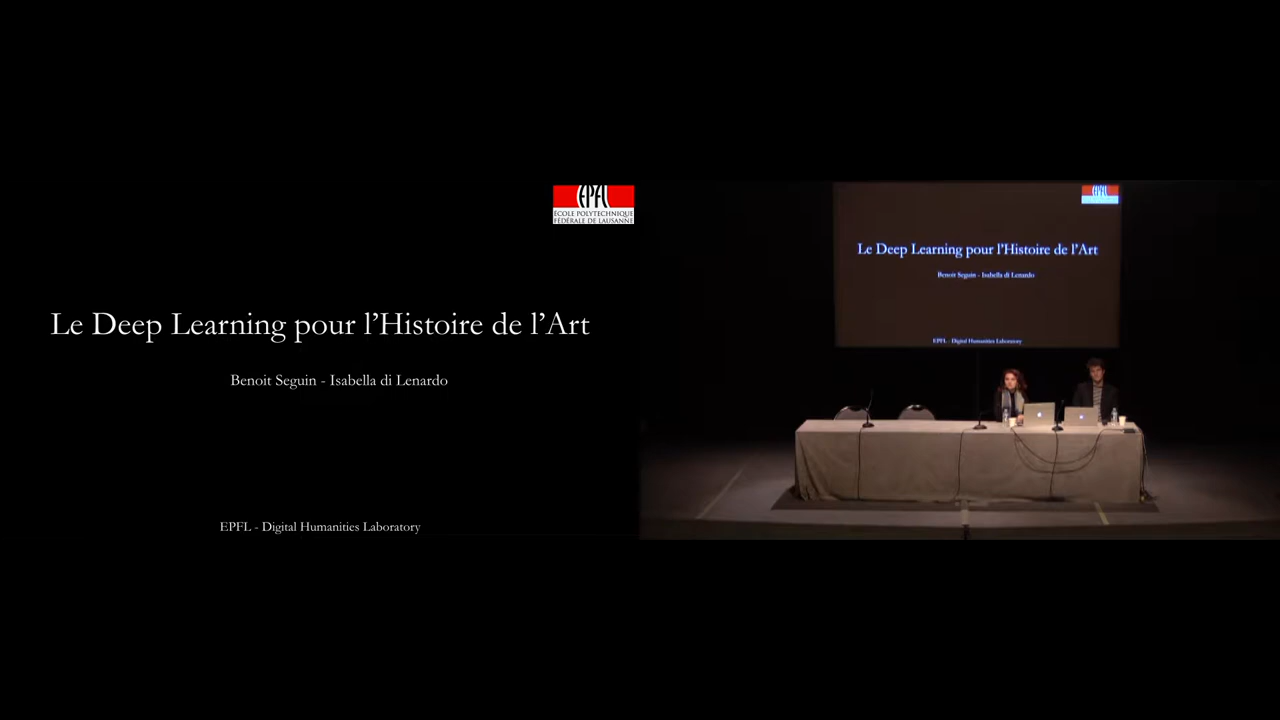 EPFL
ÉCOLE POLYTECHNIQUE
FÉDÉRALE DE LAUSANNE
Le Deep Learning pour l’Histoire de l’Art
Benoit Seguin - Isabella di Lenardo
EPFL - Digital Humanities Laboratory
EPFL
Le Deep Learning pour l’Histoire de l’Art
Benoit Seguin - Isabella di Lenardo
EPFL - Digital Humanities Laboratory